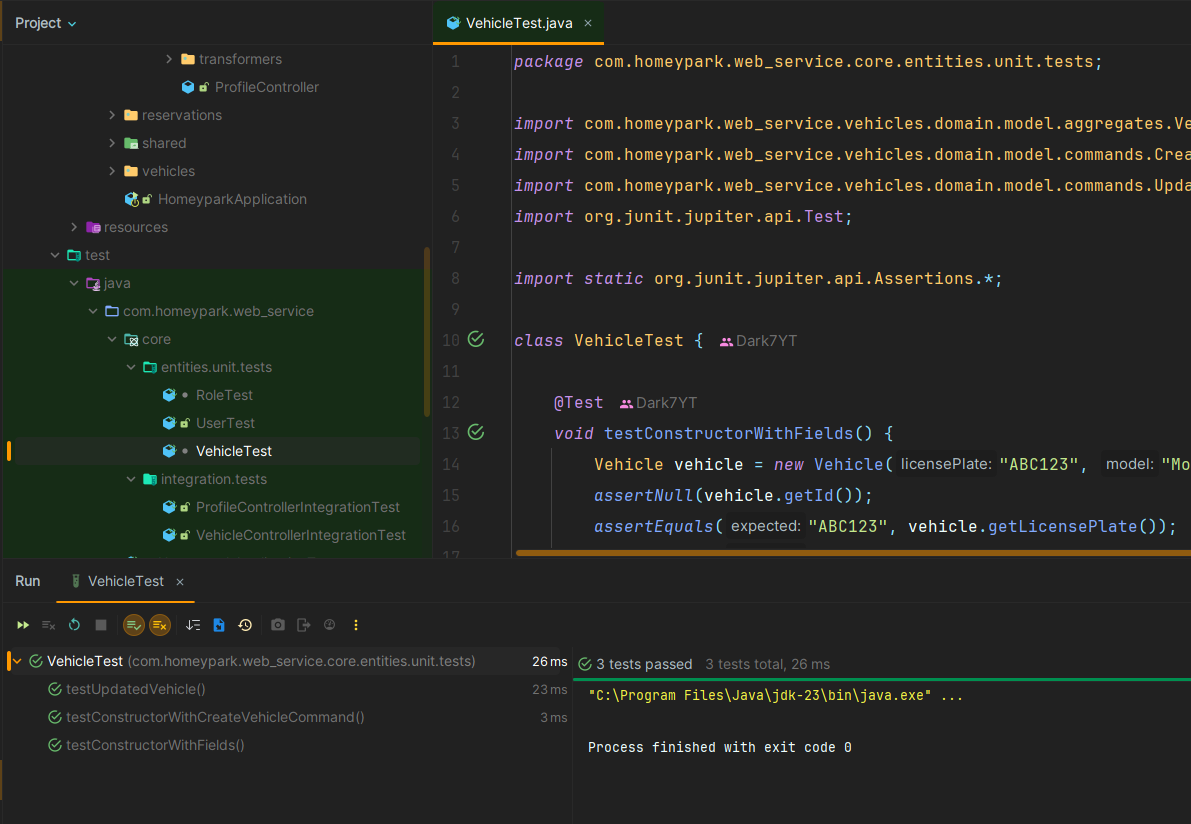 Project
transformers
ProfileController
reservations
shared
vehicles
HomeyparkApplication
resources
test
java
com.homeypark.web_service
core
entities.unit.tests
RoleTest
UserTest
VehicleTest
integration.tests
ProfileControllerIntegrationTest
VehicleControllerIntegrationTest
VehicleTest.java
1 package com.homeypark.web_service.core.entities.unit.tests;
2
3 import com.homeypark.web_service.vehicles.domain.model.aggregates.Ve
4 import com.homeypark.web_service.vehicles.domain.model.commands.Crea
5 import com.homeypark.web_service.vehicles.domain.model.commands.Upda
6 import org.junit.jupiter.api.Test;
7
8 import static org.junit.jupiter.api.Assertions.*;
9
10 class VehicleTest { Dark7YT
11
12 @Test Dark7YT
13 void testConstructorWithFields() {
14 Vehicle vehicle = new Vehicle( licensePlate: "ABC123", model: "Mo
15 assertNull(vehicle.getId());
16 assertEquals( expected: "ABC123", vehicle.getLicensePlate());
17
Run VehicleTest
VehicleTest (com.homeypark.web_service.core.entities.unit.tests) 26 ms
testUpdatedVehicle() 23 ms
testConstructorWithCreateVehicleCommand() 3 ms
testConstructorWithFields()
3 tests passed 3 tests total, 26 ms
"C:\Program Files\Java\jdk-23\bin\java.exe" ...
Process finished with exit code 0